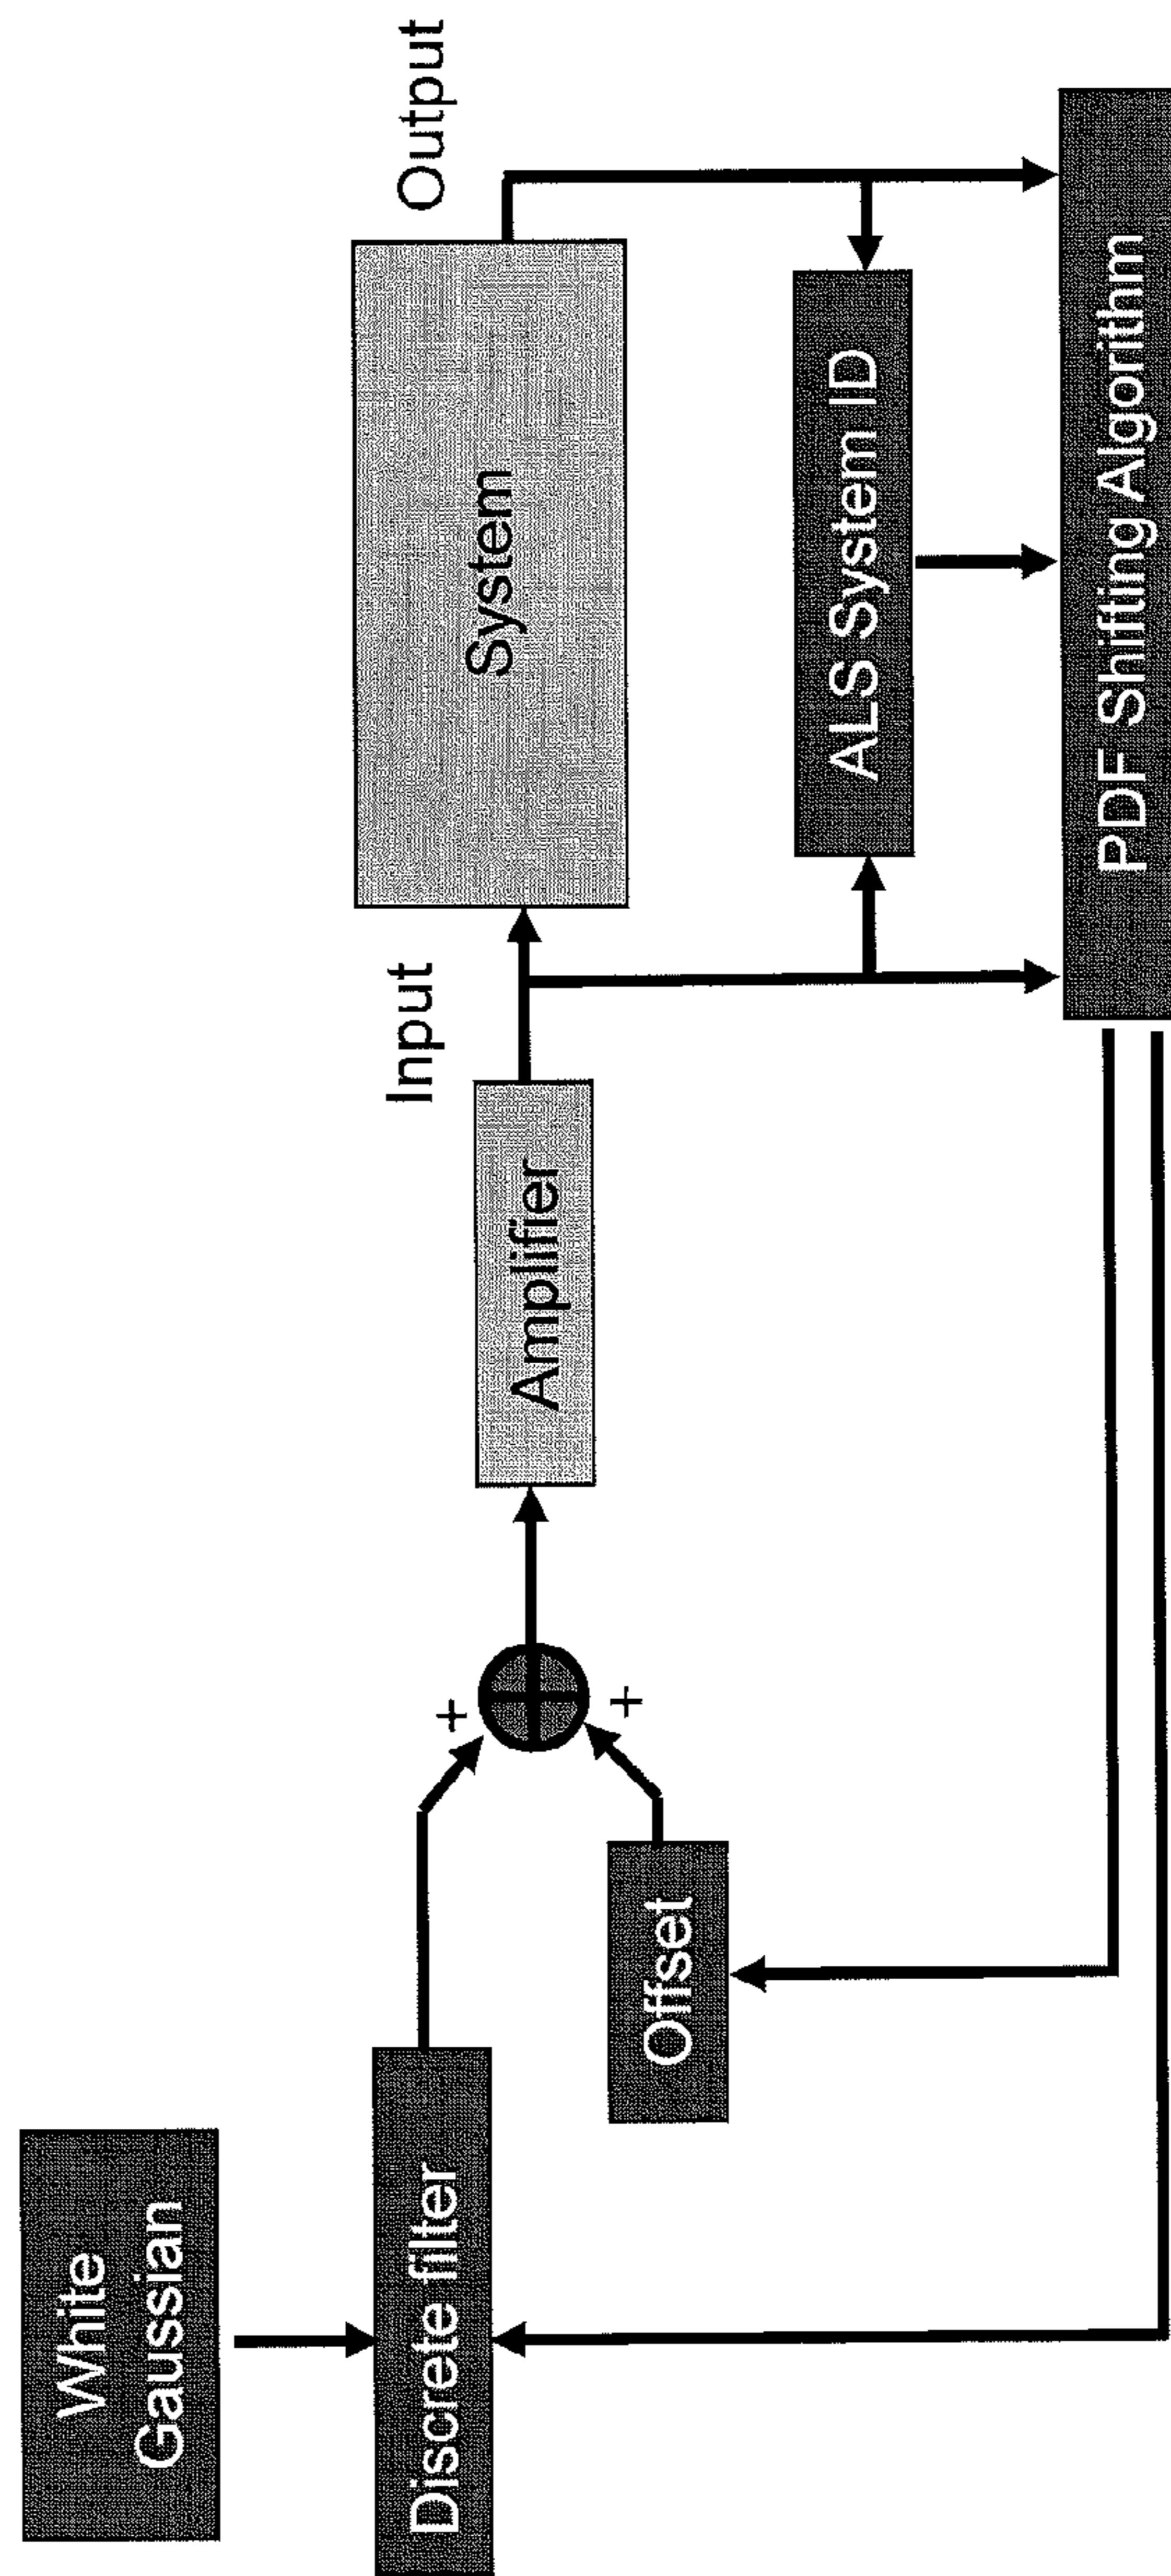 White
Gaussian
Discrete filter
Offset
+
+
Amplifier
Input
System
Output
ALS System ID
PDF Shifting Algorithm